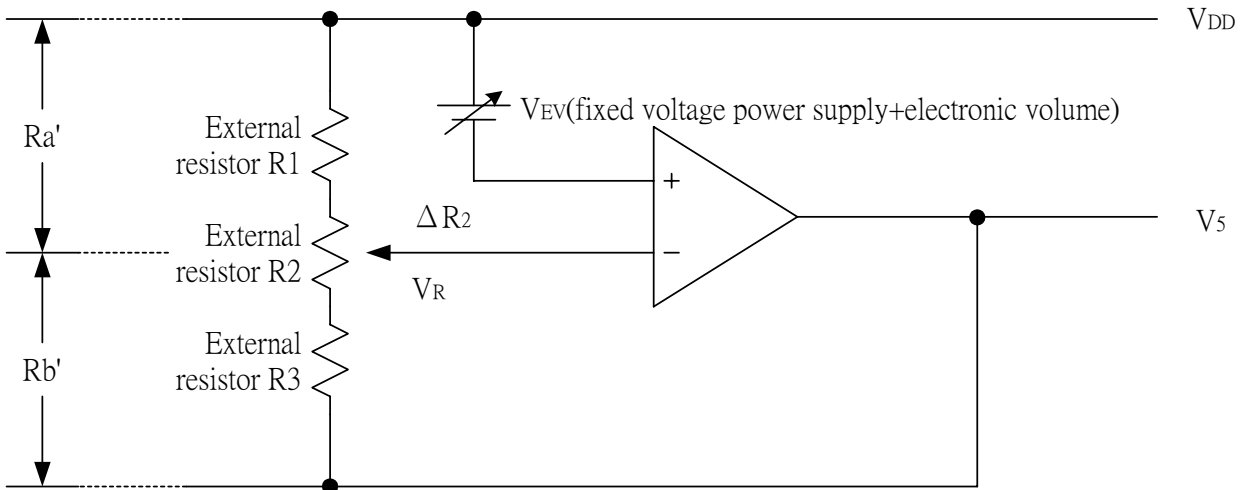 VDD
VEV(fixed voltage power supply+electronic volume)
Ra'
External
resistor R1
+
ΔR2
External
resistor R2
−
VR
V5
External
resistor R3
Rb'